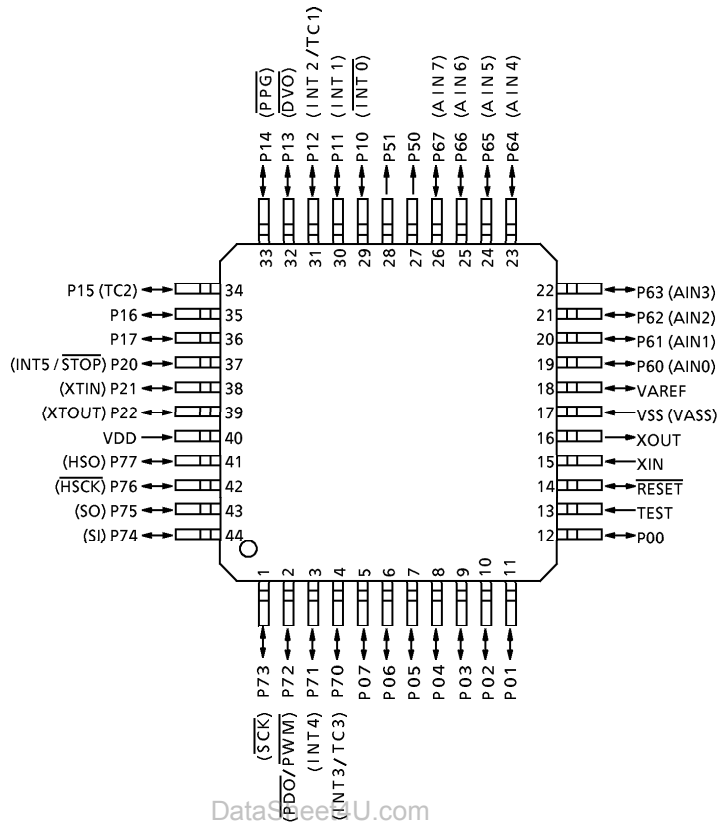 P14 (PPG)
P13 (DVO)
P12 (INT2/TC1)
P11 (INT1)
P10 (INT0)
P51
P50
P67 (AIN7)
P66 (AIN6)
P65 (AIN5)
P64 (AIN4)
33 32 31 30 29 28 27 26 25 24 23
P15 (TC2) 34
P16 35
P17 36
(INT5/STOP) P20 37
(XTIN) P21 38
(XTOUT) P22 39
VDD 40
(HSO) P77 41
(HSCK) P76 42
(SO) P75 43
(SI) P74 44
22 P63 (AIN3)
21 P62 (AIN2)
20 P61 (AIN1)
19 P60 (AIN0)
18 VAREF
17 VSS (VASS)
16 XOUT
15 XIN
14 RESET
13 TEST
12 P00
1 2 3 4 5 6 7 8 9 10 11
P73 (SCK)
P72 (PDO/PWM)
P71 (INT4)
P70 (INT3/TC3)
P07
P06
P05
P04
P03
P02
P01
DataSheet4U.com